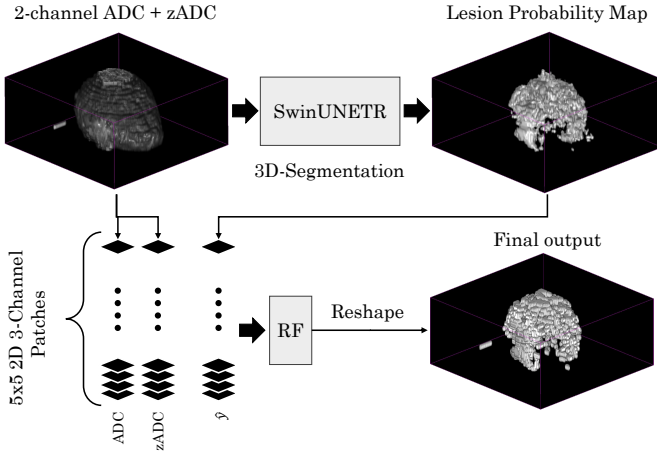 2-channel ADC + zADC
Lesion Probability Map
SwinUNETR
3D-Segmentation
Final output
5x5 2D 3-Channel
Patches
RF
Reshape
ADC
zADC
ŷ